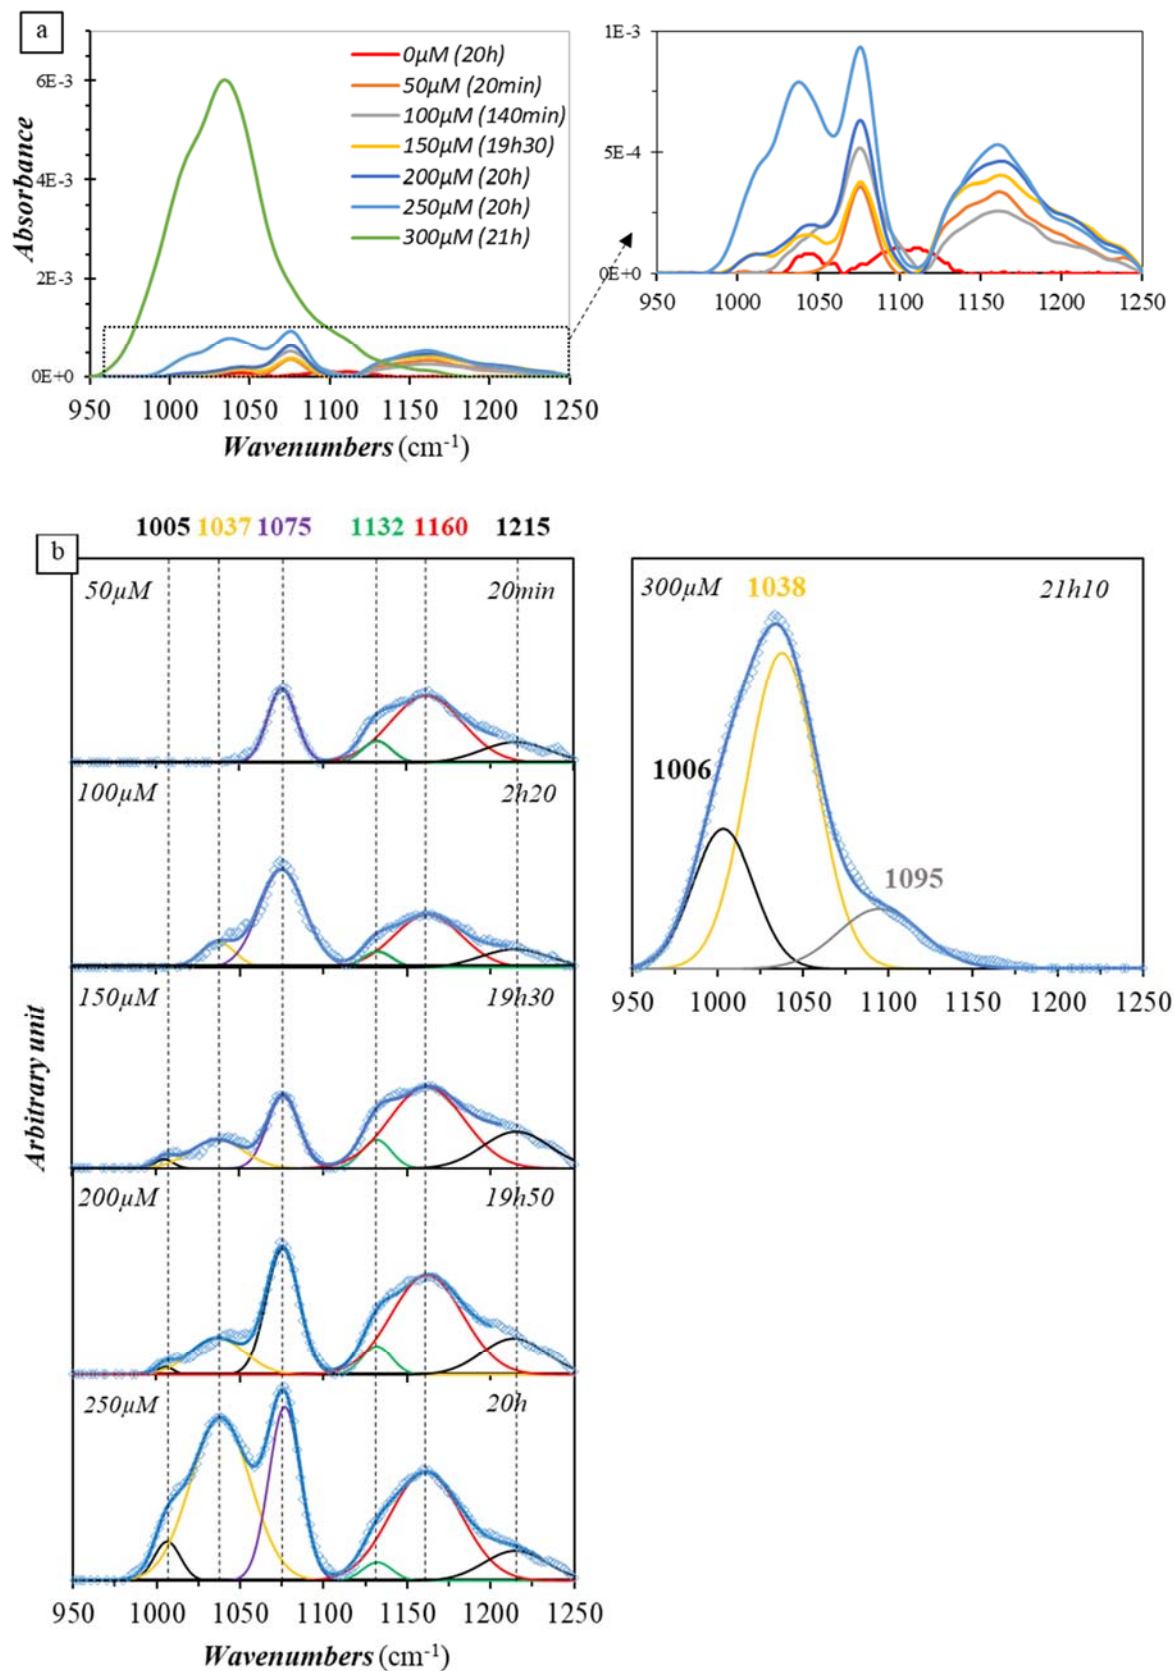 a
Absorbance
6E-3
4E-3
2E-3
0E+0
0µM (20h)
50µM (20min)
100µM (140min)
150µM (19h30)
200µM (20h)
250µM (20h)
300µM (21h)
950 1000 1050 1100 1150 1200 1250
Wavenumbers (cm-1)
1E-3
5E-4
0E+0
950 1000 1050 1100 1150 1200 1250
b
1005 1037 1075 1132 1160 1215
Arbitrary unit
50µM 20min
100µM 2h20
150µM 19h30
200µM 19h50
250µM 20h
950 1000 1050 1100 1150 1200 1250
Wavenumbers (cm-1)
300µM 1038 21h10
1006
1095
950 1000 1050 1100 1150 1200 1250